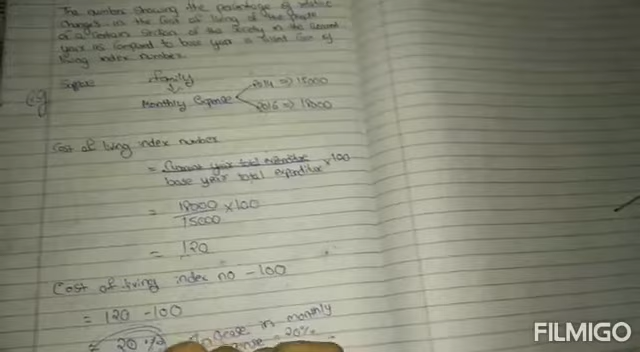 The numbers showing the percentage of relative
changes in the cost of living of the people
of a certain section of the society in the current
year as compared to base year is called cost of
living index number.
eg Suppose family
Monthly expense 2014 => 15000
2016 => 18000
Cost of living index number
= Current year total expenditure
base year total expenditure ×100
= 18000 ×100
15000
= 120
Cost of living index no - 100
= 120 - 100
= 20% increase in monthly
20%
FILMIGO